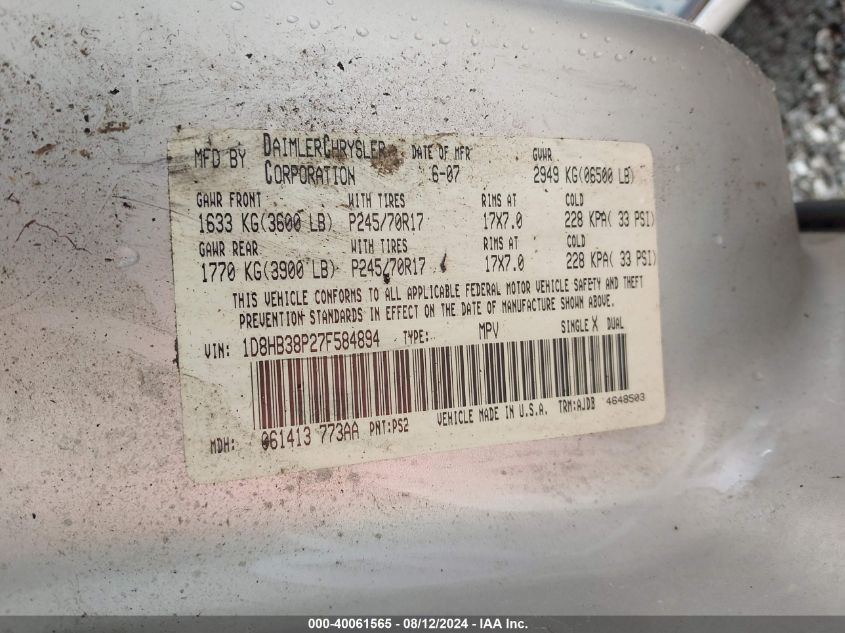 MFD BY DAIMLERCHRYSLER CORPORATION DATE OF MFR 6-07 GVWR 2949 KG(06500 LB)
GAWR FRONT WITH TIRES RIMS AT COLD
1633 KG(3600 LB) P245/70R17 17X7.0 228 KPA( 33 PSI)
GAWR REAR WITH TIRES RIMS AT COLD
1770 KG(3900 LB) P245/70R17 17X7.0 228 KPA( 33 PSI)
THIS VEHICLE CONFORMS TO ALL APPLICABLE FEDERAL MOTOR VEHICLE SAFETY AND THEFT
PREVENTION STANDARDS IN EFFECT ON THE DATE OF MANUFACTURE SHOWN ABOVE.
VIN: 1D8HB38P27F584894 TYPE: MPV SINGLE X DUAL
MDH: 061413 773AA PNT:PS2 VEHICLE MADE IN U.S.A. TRM:AJDB 4648503
000-40061565 - 08/12/2024 - IAA Inc.